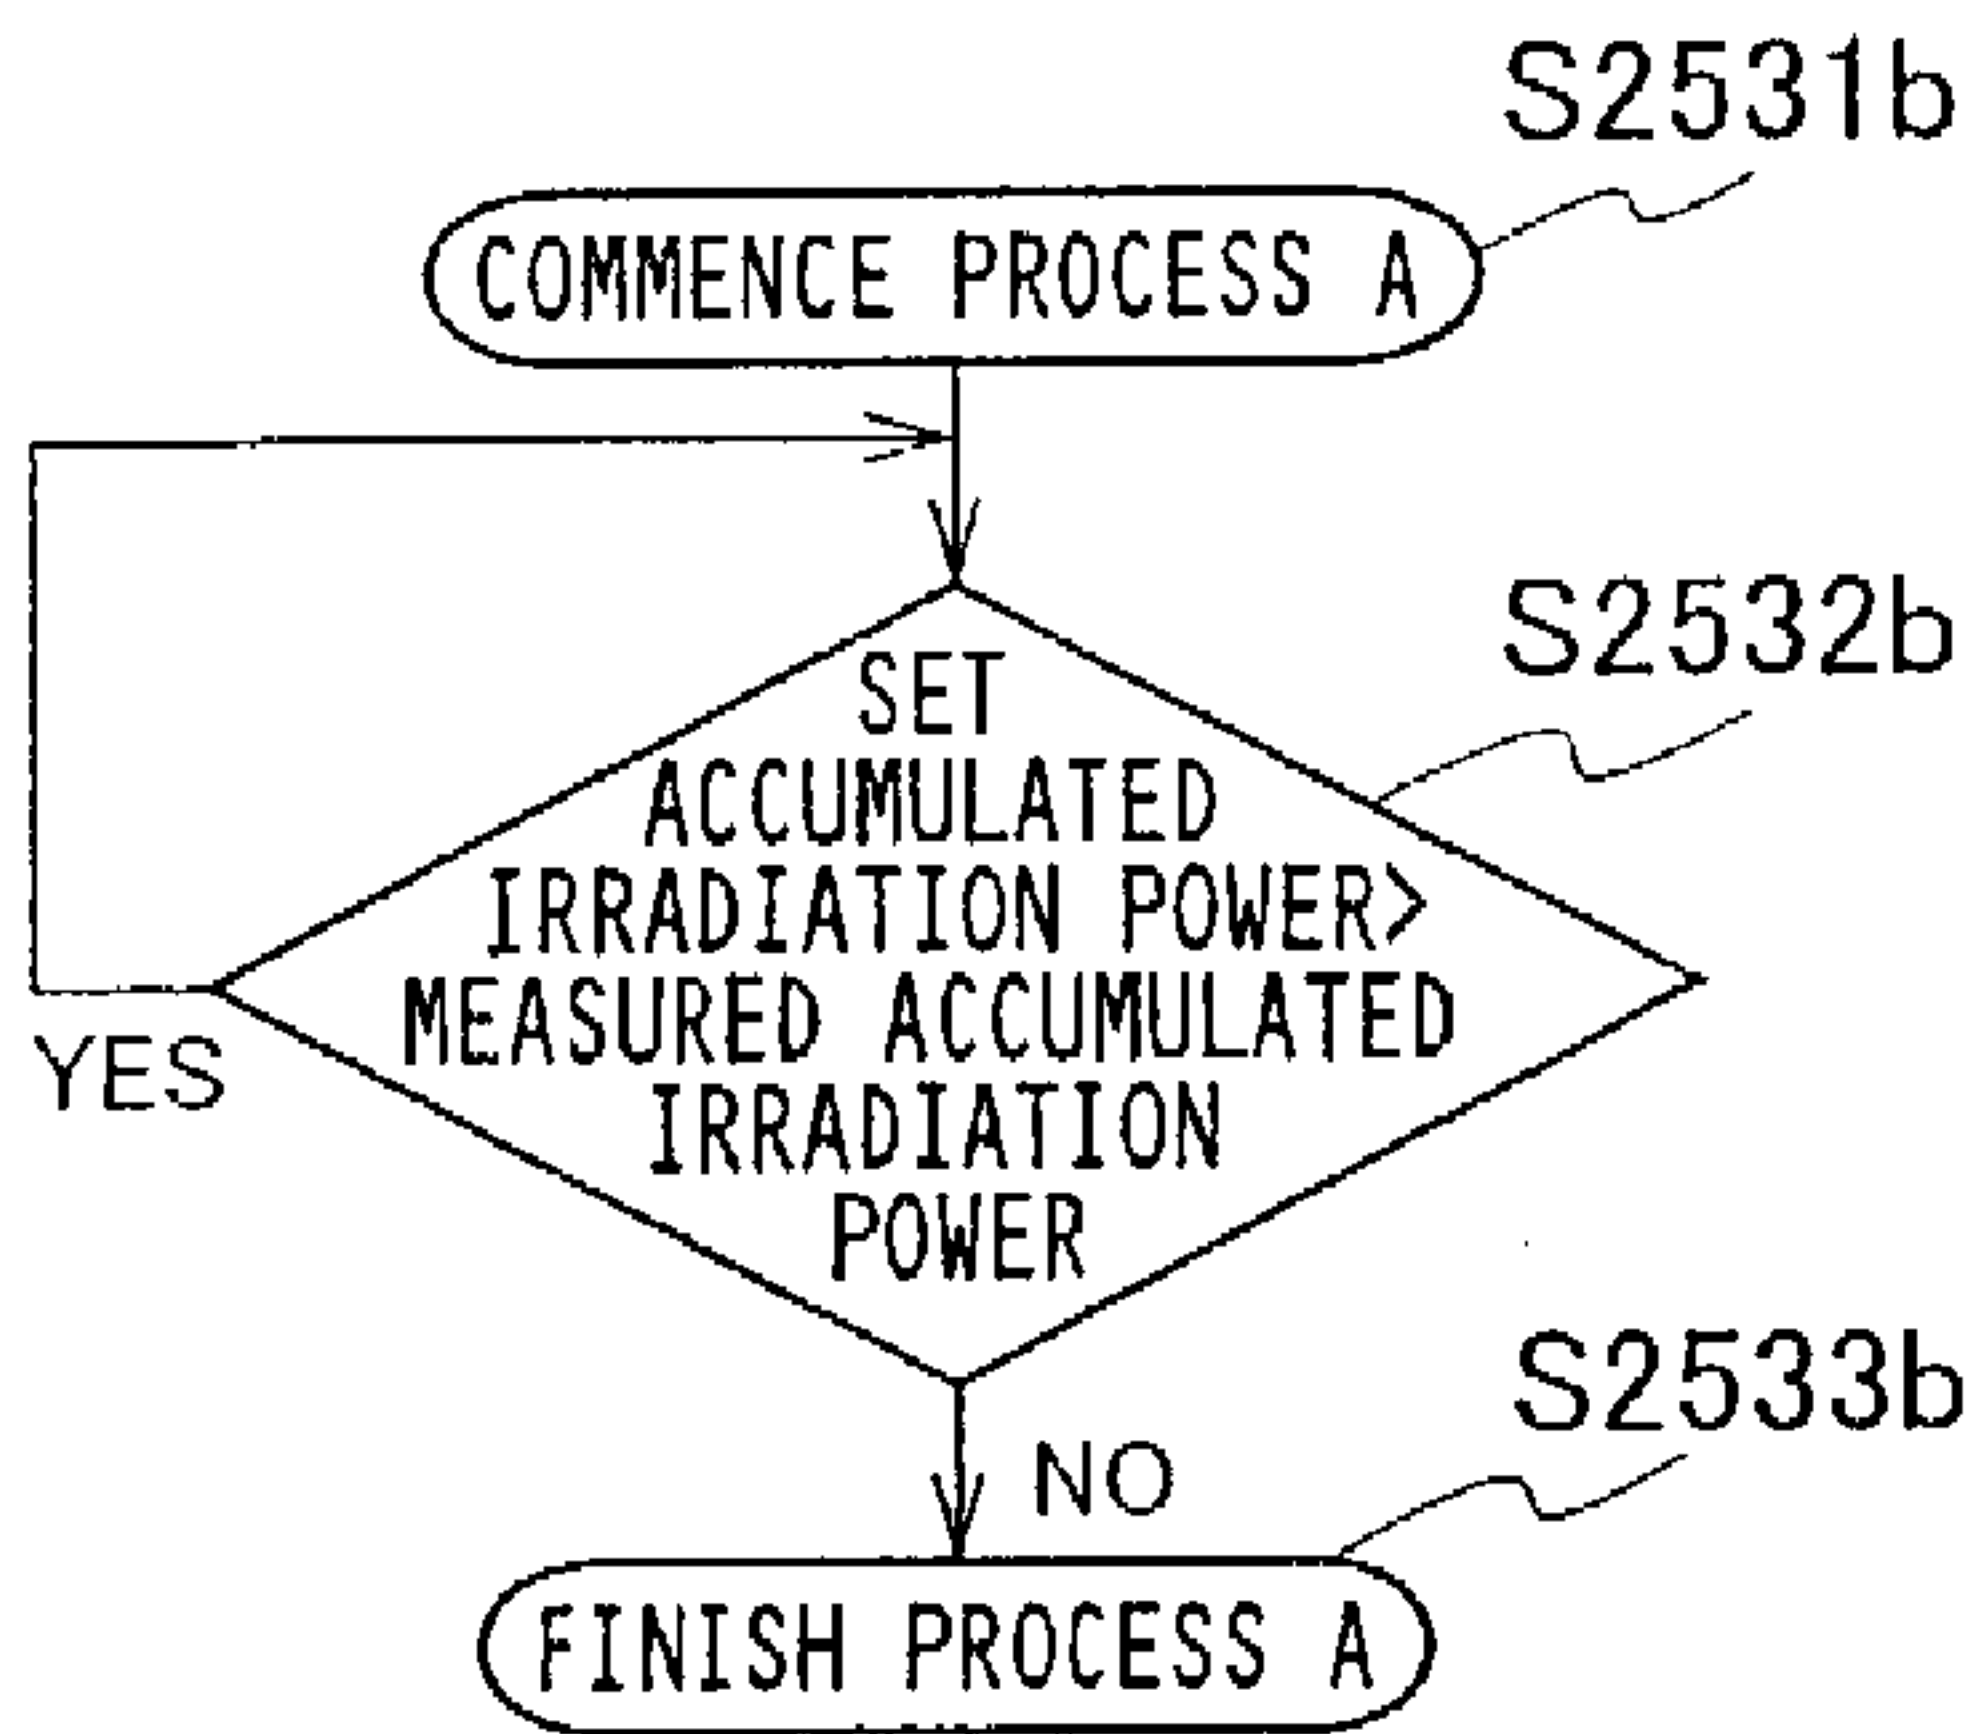 S2531b
COMMENCE PROCESS A
S2532b
SET
ACCUMULATED
IRRADIATION POWER>
MEASURED ACCUMULATED
IRRADIATION
POWER
YES
NO
S2533b
FINISH PROCESS A